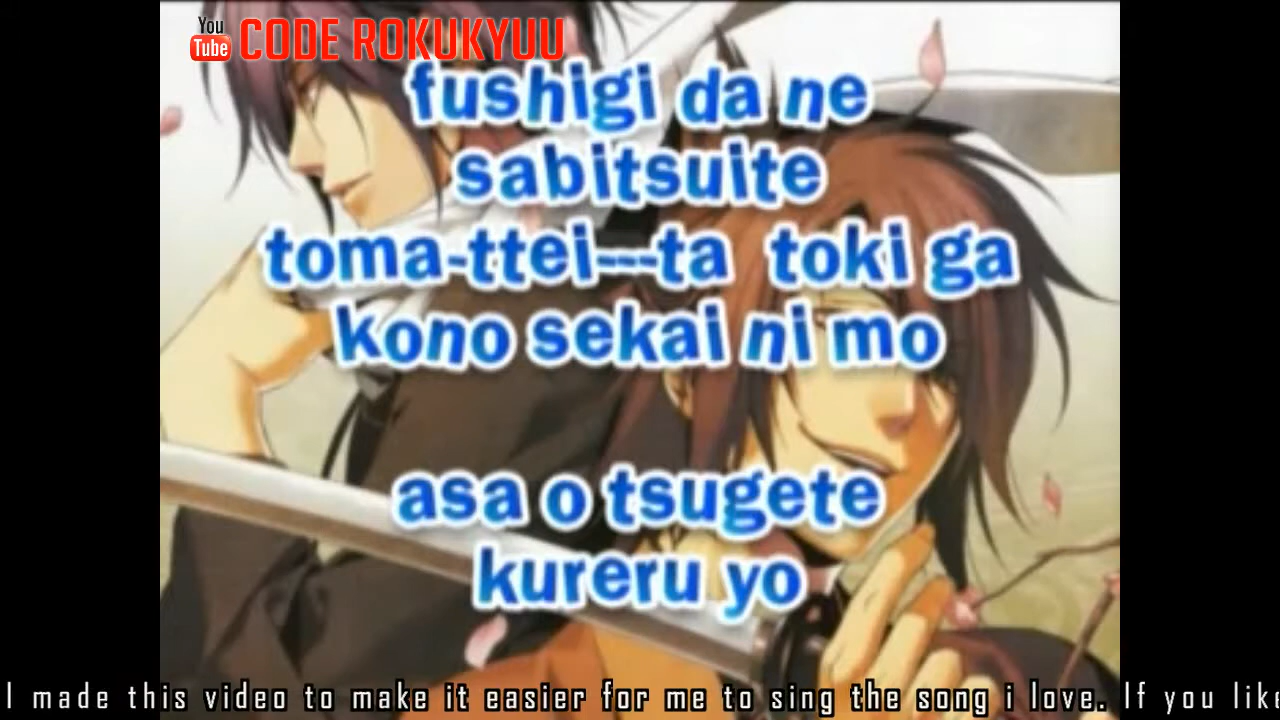 You
Tube CODE ROKUKYUU
fushigi da ne
sabitsuite
toma-ttei---ta toki ga
kono sekai ni mo
asa o tsugete
kureru yo
I made this video to make it easier for me to sing the song i love. If you like